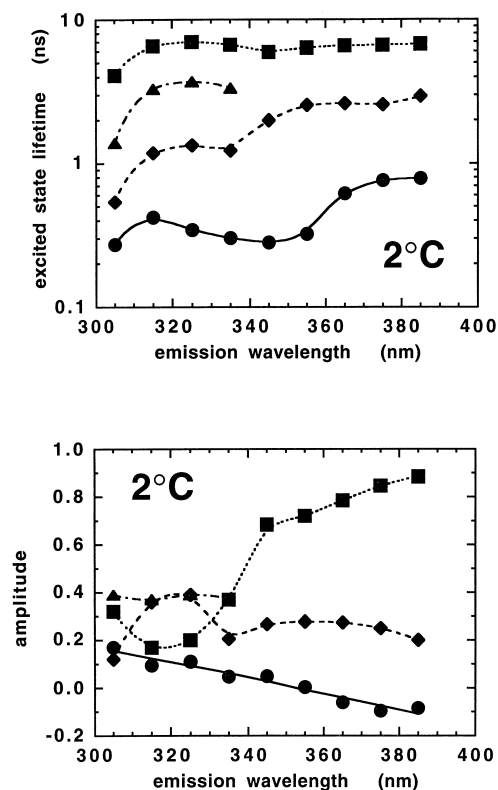 10
1
0.1
excited state lifetime (ns)
2°C
300 320 340 360 380 400
emission wavelength (nm)
1.0
0.8
0.6
0.4
0.2
0.0
-0.2
amplitude
2°C
300 320 340 360 380 400
emission wavelength (nm)